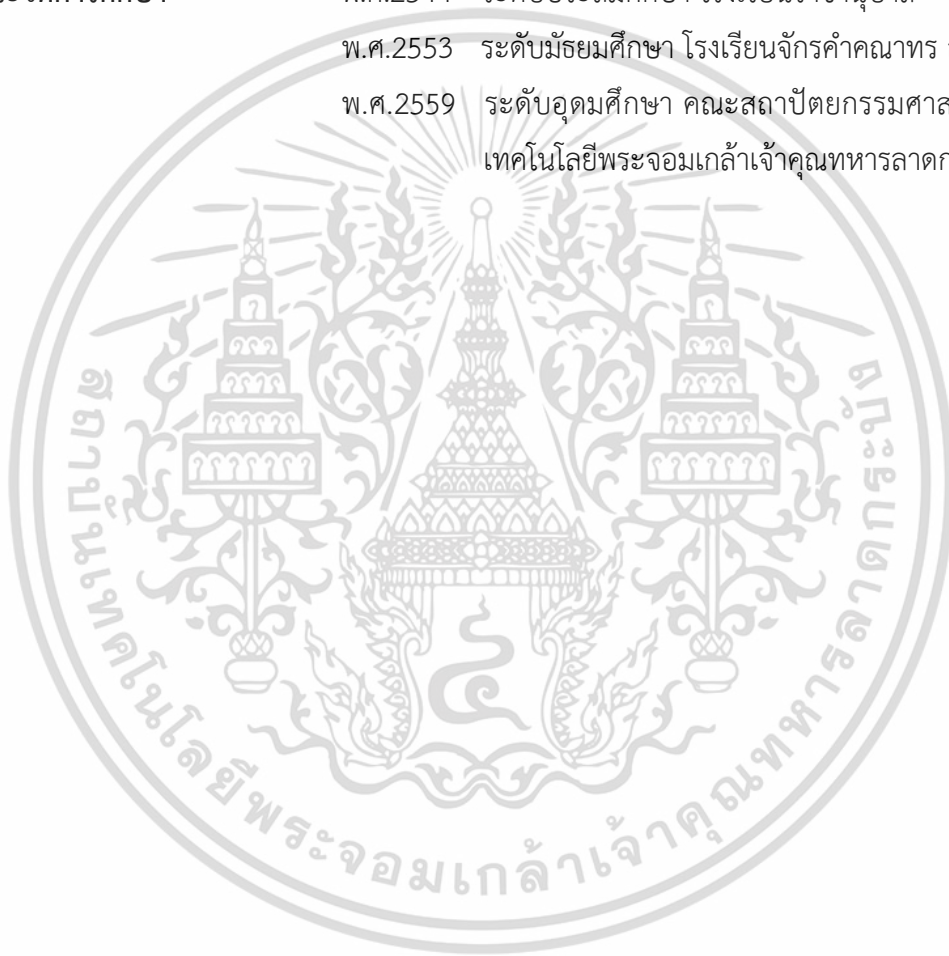 พ.ศ.2553 ระดับมัธยมศึกษา โรงเรียนจักรคำคณาทร
พ.ศ.2559 ระดับอุดมศึกษา คณะสถาปัตยกรรมศาส
เทคโนโลยีพระจอมเกล้าเจ้าคุณทหารลาดก
สถาบันเทคโนโลยีพระจอมเกล้าเจ้าคุณทหารลาดกระบัง
๔